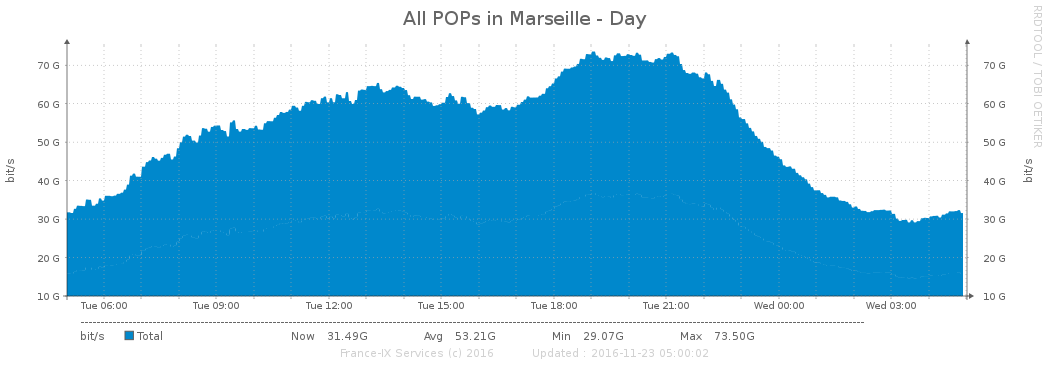 All POPs in Marseille - Day
RRDTOOL / TOBI OETIKER
bit/s
70 G
60 G
50 G
40 G
30 G
20 G
10 G
70 G
60 G
50 G
40 G
30 G
20 G
10 G
bit/s
Tue 06:00 Tue 09:00 Tue 12:00 Tue 15:00 Tue 18:00 Tue 21:00 Wed 00:00 Wed 03:00
bit/s Total Now 31.49G Avg 53.21G Min 29.07G Max 73.50G
France-IX Services (c) 2016 Updated : 2016-11-23 05:00:02